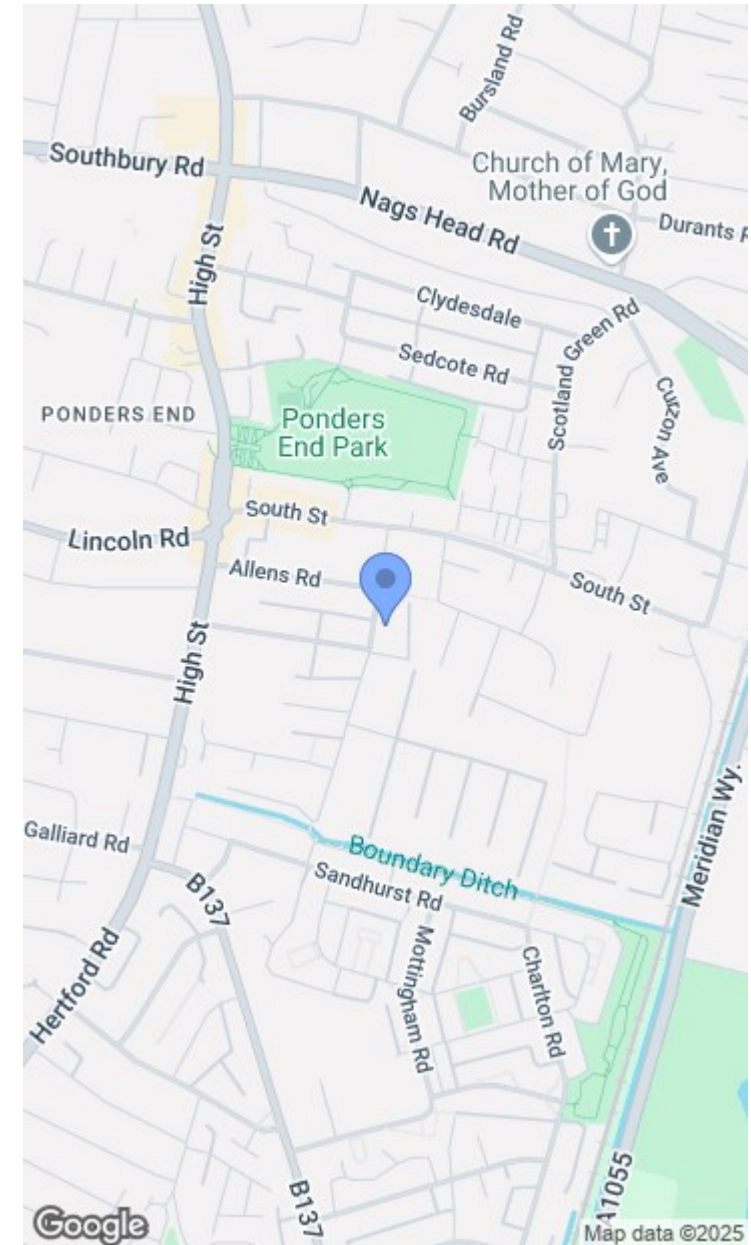 Bursland Rd
Southbury Rd
Church of Mary,
Mother of God
Nags Head Rd
Durants R
High St
Clydesdale
Scotland Green Rd
Sedcote Rd
Curzon Ave
PONDERS END
Ponders
End Park
South St
Lincoln Rd
Allens Rd
South St
High St
Meridian Wy.
Galliard Rd
Boundary Ditch
Sandhurst Rd
B137
Mottingham Rd
Charlton Rd
Hertford Rd
B137
A1055
Google
Map data ©2025